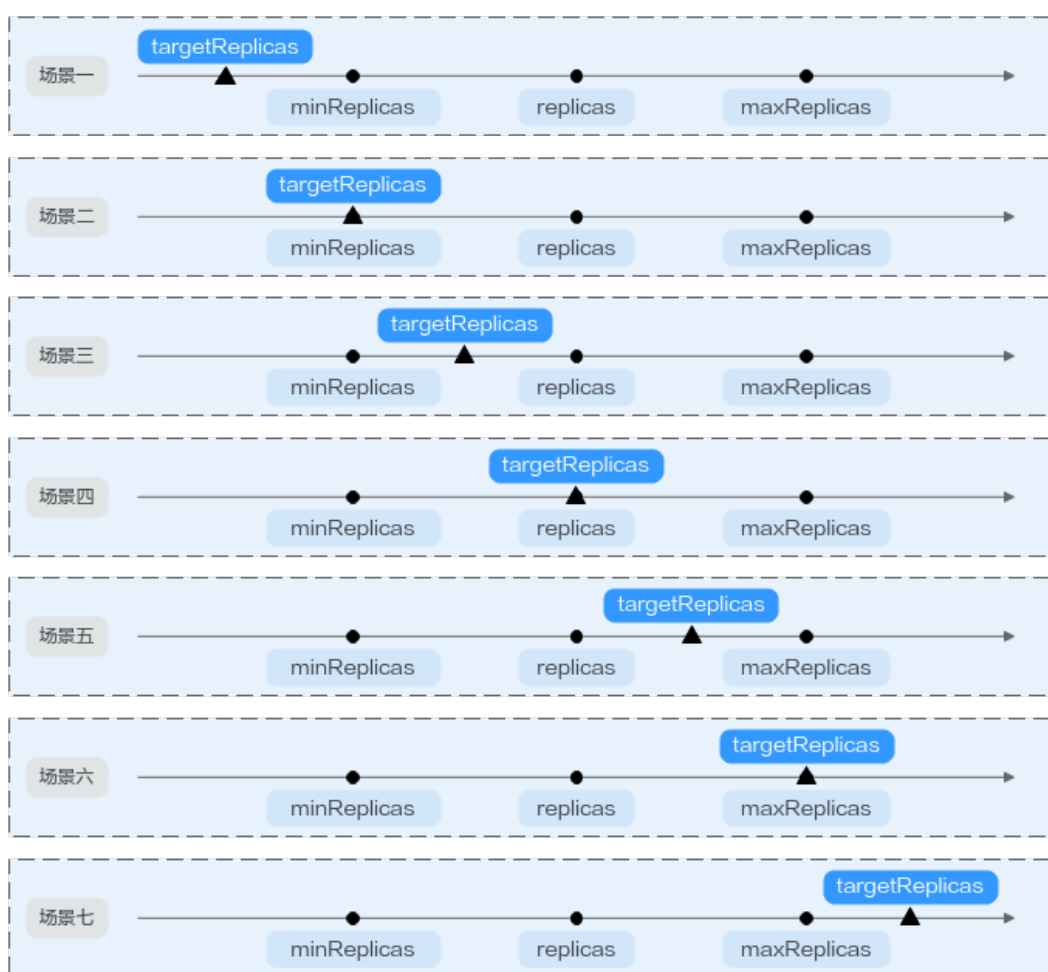 targetReplicas
场景一
minReplicas replicas maxReplicas
targetReplicas
场景二
minReplicas replicas maxReplicas
targetReplicas
场景三
minReplicas replicas maxReplicas
targetReplicas
场景四
minReplicas replicas maxReplicas
targetReplicas
场景五
minReplicas replicas maxReplicas
targetReplicas
场景六
minReplicas replicas maxReplicas
targetReplicas
场景七
minReplicas replicas maxReplicas